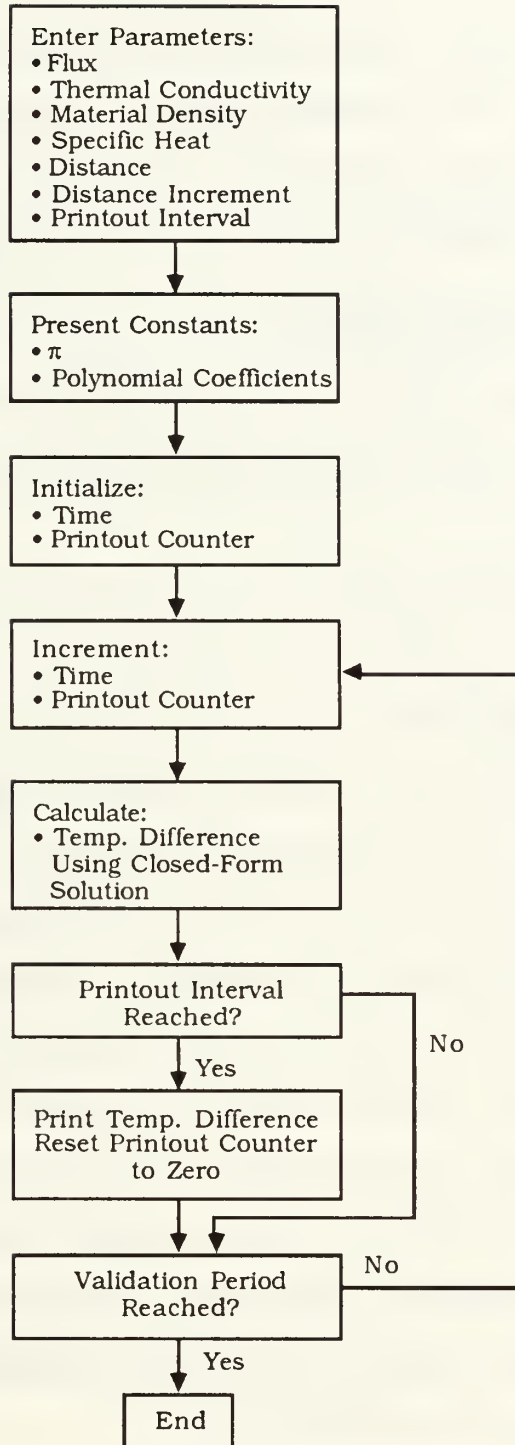 Enter Parameters:
• Flux
• Thermal Conductivity
• Material Density
• Specific Heat
• Distance
• Distance Increment
• Printout Interval
Present Constants:
• π
• Polynomial Coefficients
Initialize:
• Time
• Printout Counter
Increment:
• Time
• Printout Counter
Calculate:
• Temp. Difference
Using Closed-Form
Solution
Printout Interval
Reached?
No
Yes
Print Temp. Difference
Reset Printout Counter
to Zero
Validation Period
Reached?
No
Yes
End